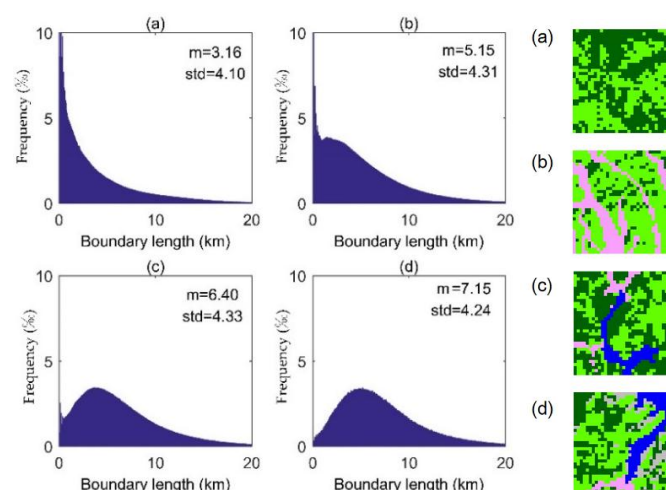 (a)
10
5
0
Frequency (‰)
m=3.16
std=4.10
0 10 20
Boundary length (km)
(b)
10
5
0
Frequency (‰)
m=5.15
std=4.31
0 10 20
Boundary length (km)
(c)
10
5
0
Frequency (‰)
m=6.40
std=4.33
0 10 20
Boundary length (km)
(d)
10
5
0
Frequency (‰)
m=7.15
std=4.24
0 10 20
Boundary length (km)
(a)
(b)
(c)
(d)